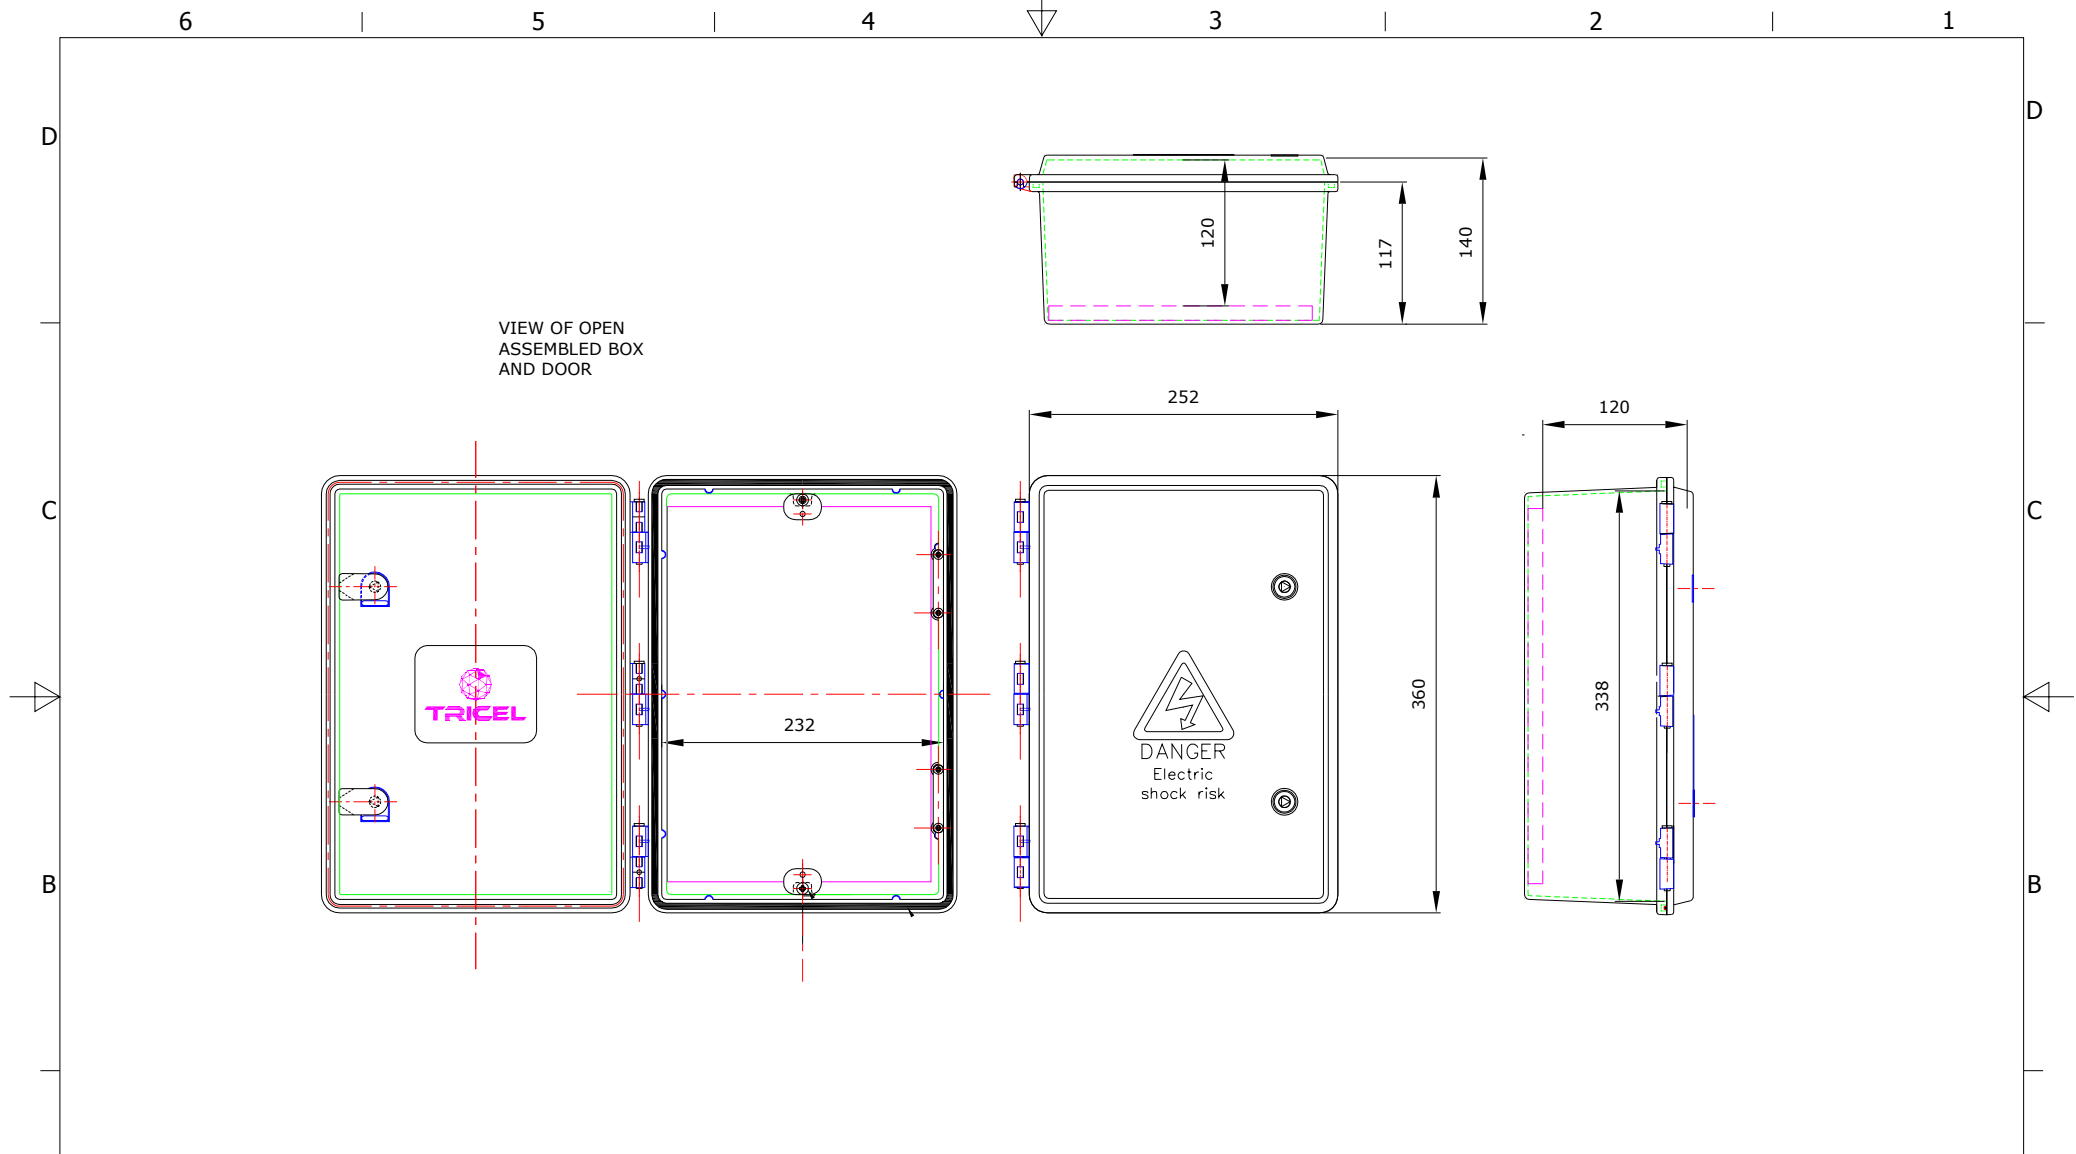 6 5 4 3 2 1
D D
120
117
140
VIEW OF OPEN
ASSEMBLED BOX
AND DOOR
252
120
C C
TRICEL
232
360
338
DANGER
Electric
shock risk
B B